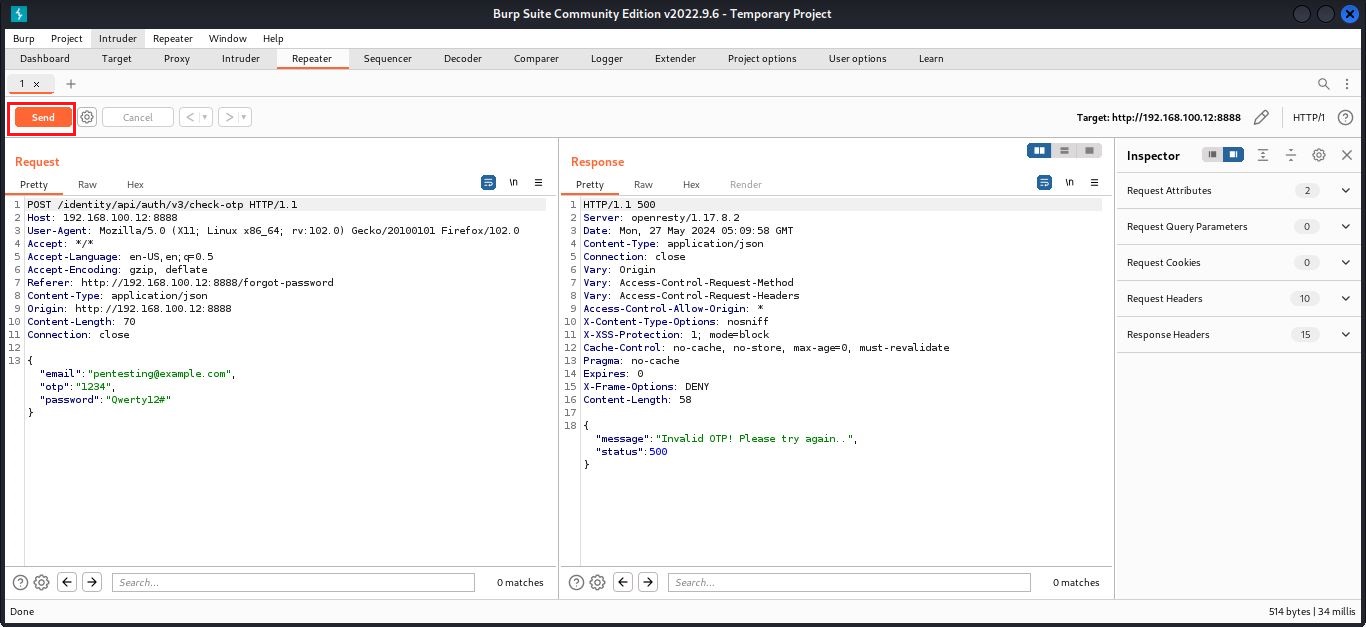 Burp Suite Community Edition v2022.9.6 - Temporary Project
Burp Project Intruder Repeater Window Help
Dashboard Target Proxy Intruder Repeater Sequencer Decoder Comparer Logger Extender Project options User options Learn
1 × +
Send Cancel < > Target: http://192.168.100.12:8888 HTTP/1 ?
Request
Pretty Raw Hex \n
1 POST /identity/api/auth/v3/check-otp HTTP/1.1
2 Host: 192.168.100.12:8888
3 User-Agent: Mozilla/5.0 (X11; Linux x86_64; rv:102.0) Gecko/20100101 Firefox/102.0
4 Accept: */*
5 Accept-Language: en-US,en;q=0.5
6 Accept-Encoding: gzip, deflate
7 Referer: http://192.168.100.12:8888/forgot-password
8 Content-Type: application/json
9 Origin: http://192.168.100.12:8888
10 Content-Length: 70
11 Connection: close
12
13 {
"email":"pentesting@example.com",
"otp":"1234",
"password":"Qwerty12#"
}
Search...
0 matches
Response
Pretty Raw Hex Render \n
1 HTTP/1.1 500
2 Server: openresty/1.17.8.2
3 Date: Mon, 27 May 2024 05:09:58 GMT
4 Content-Type: application/json
5 Connection: close
6 Vary: Origin
7 Vary: Access-Control-Request-Method
8 Vary: Access-Control-Request-Headers
9 Access-Control-Allow-Origin: *
10 X-Content-Type-Options: nosniff
11 X-XSS-Protection: 1; mode=block
12 Cache-Control: no-cache, no-store, max-age=0, must-revalidate
13 Pragma: no-cache
14 Expires: 0
15 X-Frame-Options: DENY
16 Content-Length: 58
17
18 {
"message":"Invalid OTP! Please try again..",
"status":500
}
Search...
0 matches
Inspector
Request Attributes 2
Request Query Parameters 0
Request Cookies 0
Request Headers 10
Response Headers 15
Done
514 bytes | 34 millis